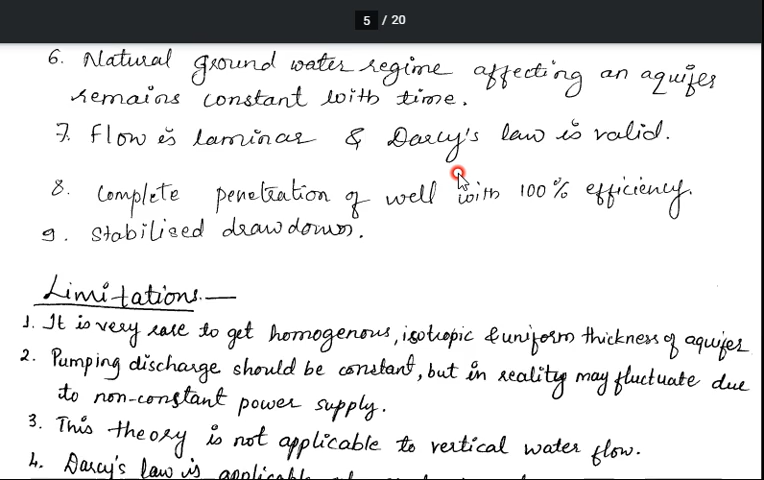 5 / 20
6. Natural ground water regime affecting an aquifer
remains constant with time.
7. Flow is laminar & Darcy's law is valid.
8. Complete penetration of well with 100% efficiency.
9. Stabilised drawdown.
Limitations.—
1. It is very rare to get homogenous, isotropic & uniform thickness of aquifer
2. Pumping discharge should be constant, but in reality may fluctuate due
to non-constant power supply.
3. This theory is not applicable to vertical water flow.
4. Darcy's law is applicable